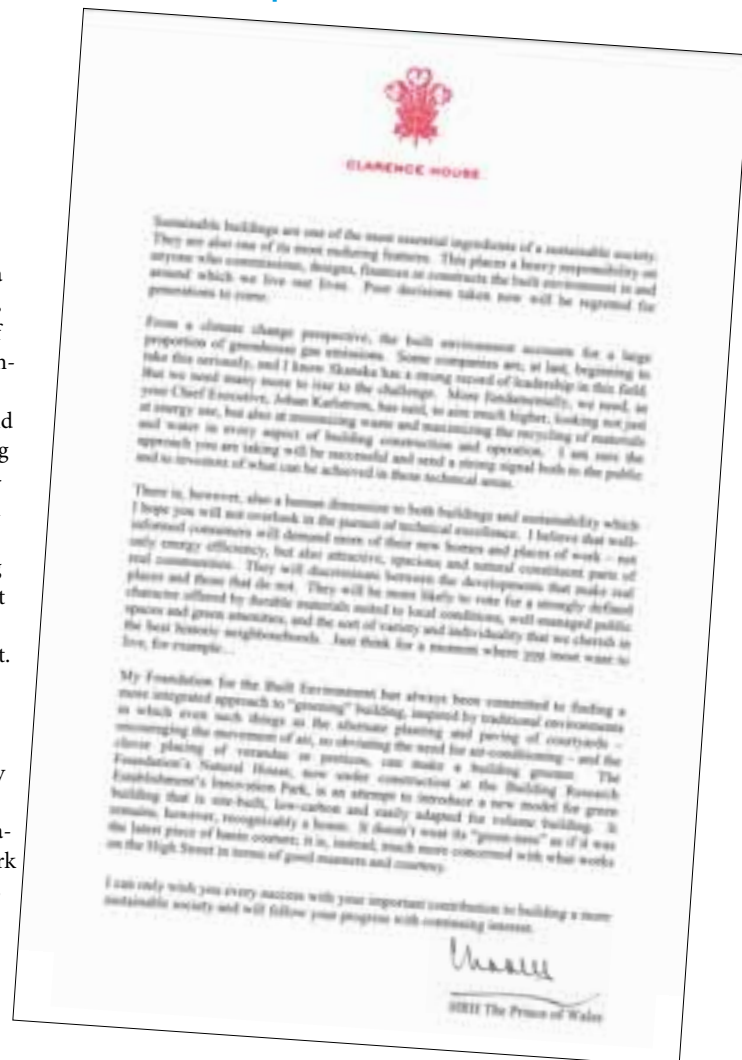 CLARENCE HOUSE
Sustainable buildings are one of the most essential ingredients of a sustainable society.
They are also one of its most enduring features. This places a heavy responsibility on
anyone who commissions, designs, finances or constructs the built environment in and
around which we live our lives. Poor decisions taken now will be regretted for
generations to come.
From a climate change perspective, the built environment accounts for a large
proportion of greenhouse gas emissions. Some companies are, at last, beginning to
take this seriously, and I know Skanska has a strong record of leadership in this field.
But we need many more to rise to the challenge. More fundamentally, we need, as
your Chief Executive, Johan Karlström, has said, to aim much higher, looking not just
at energy use, but also at minimizing waste and maximizing the recycling of materials
and water in every aspect of building construction and operation. I am sure the
approach you are taking will be successful and send a strong signal both to the public
and to investors of what can be achieved in these technical areas.
There is, however, also a human dimension to both buildings and sustainability which
I hope you will not overlook in the pursuit of technical excellence. I believe that well-
informed consumers will demand more of their new homes and places of work – not
only energy efficiency, but also attractive, spacious and natural constituent parts of
real communities. They will discriminate between the developments that make real
places and those that do not. They will be more likely to vote for a strongly defined
character offered by durable materials suited to local conditions, well-managed public
spaces and green amenities, and the sort of variety and individuality that we cherish in
the best historic neighbourhoods. Just think for a moment where you most want to
live, for example…
My Foundation for the Built Environment has always been committed to finding a
more integrated approach to "greening" building, inspired by traditional environments
in which even such things as the alternate planting and paving of courtyards –
encouraging the movement of air, so obviating the need for air-conditioning – and the
clever placing of verandas or porticos, can make a building greener. The
Foundation's Natural House, now under construction at the Building Research
Establishment's Innovation Park, is an attempt to introduce a new model for green
building that is site-built, low-carbon and easily adapted for volume building. It
remains, however, recognizably a house. It doesn't wear its "green-ness" as if it was
the latest piece of haute couture; it is, instead, much more concerned with what works
on the High Street in terms of good manners and courtesy.
I can only wish you every success with your important contribution to building a more
sustainable society and will follow your progress with continuing interest.
HRH The Prince of Wales